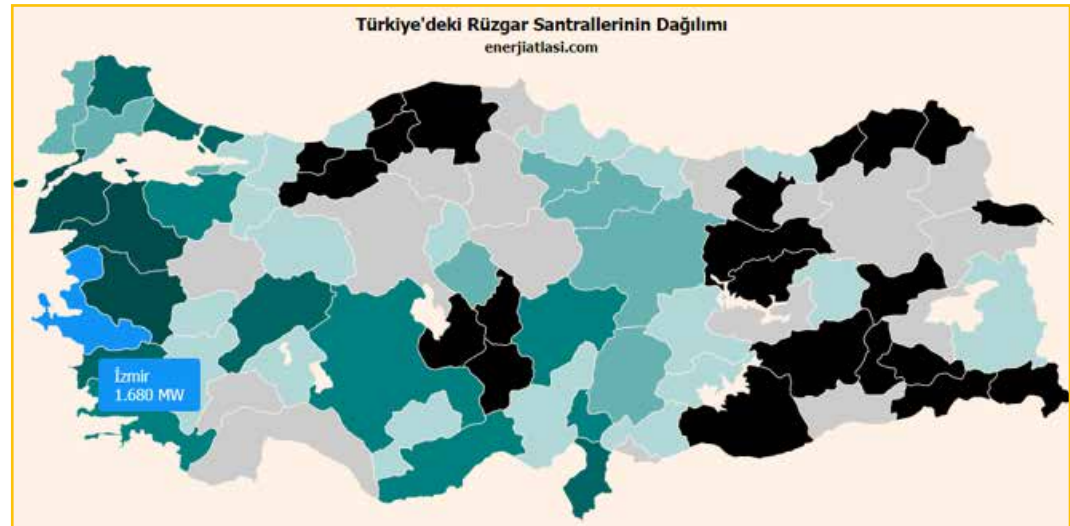 Türkiye'deki Rüzgar Santrallerinin Dağılımı
enerjiatlasi.com
İzmir
1.680 MW